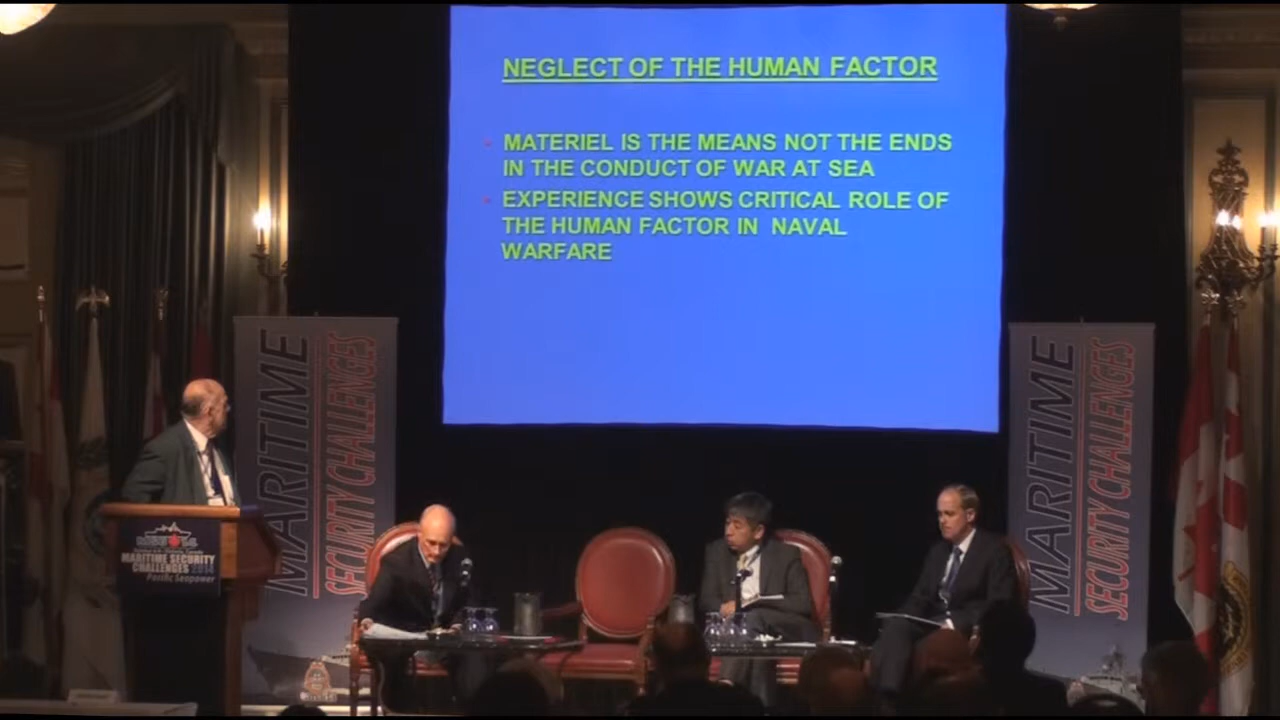 NEGLECT OF THE HUMAN FACTOR
MATERIEL IS THE MEANS NOT THE ENDS
IN THE CONDUCT OF WAR AT SEA
EXPERIENCE SHOWS CRITICAL ROLE OF
THE HUMAN FACTOR IN NAVAL
WARFARE
MARITIME
SECURITY CHALLENGES
MARITIME
SECURITY CHALLENGES
MARITIME SECURITY
CHALLENGES
Pacific Seapower